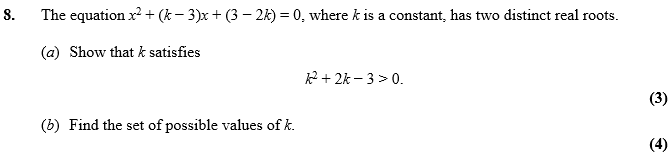 8. The equation x² + (k – 3)x + (3 – 2k) = 0, where k is a constant, has two distinct real roots.
(a) Show that k satisfies
k² + 2k – 3 > 0.
(3)
(b) Find the set of possible values of k.
(4)